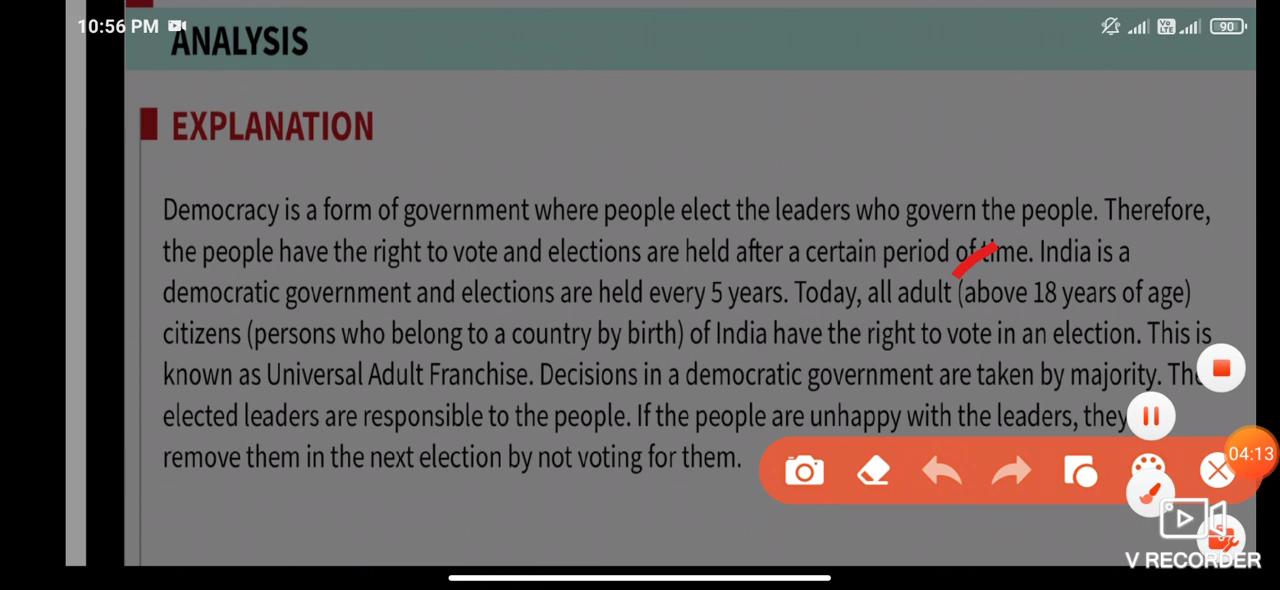 10:56 PM
Vo LTE 90
ANALYSIS
EXPLANATION
Democracy is a form of government where people elect the leaders who govern the people. Therefore,
the people have the right to vote and elections are held after a certain period of time. India is a
democratic government and elections are held every 5 years. Today, all adult (above 18 years of age)
citizens (persons who belong to a country by birth) of India have the right to vote in an election. This is
known as Universal Adult Franchise. Decisions in a democratic government are taken by majority. The
elected leaders are responsible to the people. If the people are unhappy with the leaders, they
remove them in the next election by not voting for them.
04:13
V RECORDER